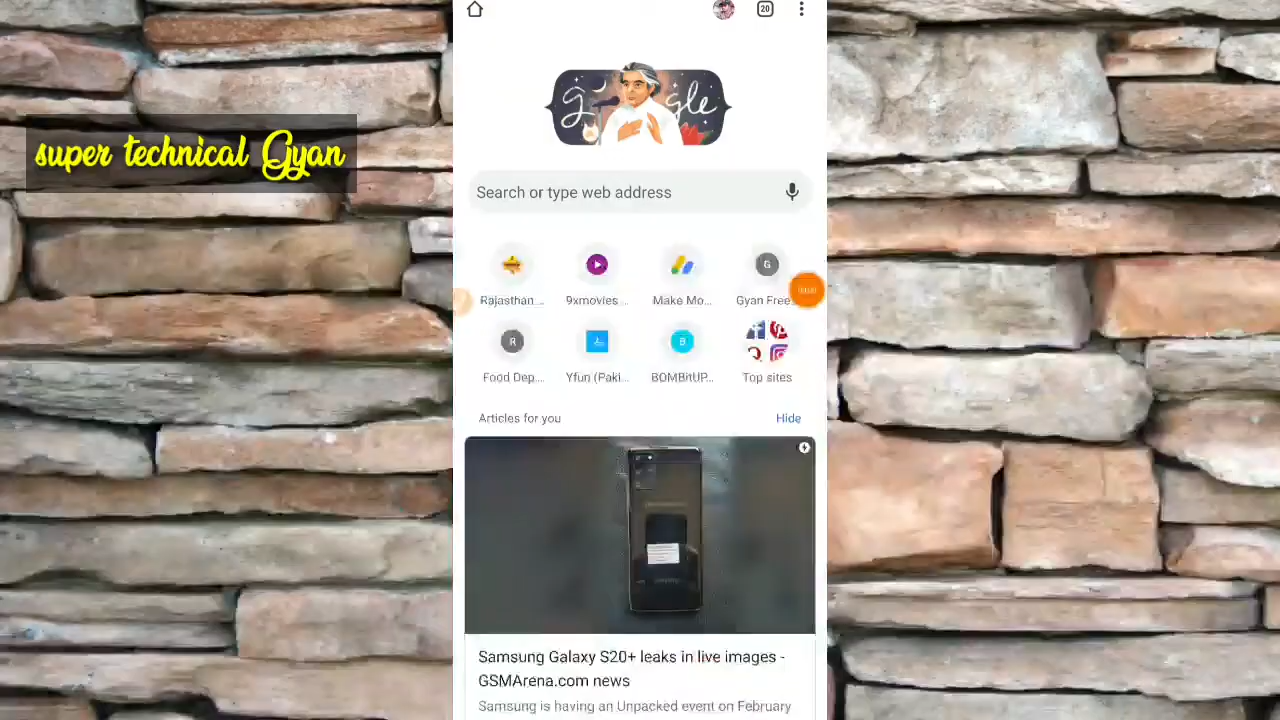 super technical Gyan
20
g gle
Search or type web address
Rajasthan... 9xmovies ... Make Mo... G Gyan Free
R Food Dep... Yfun (Paki... B BOMBitUP... Top sites
Articles for you Hide
Samsung Galaxy S20+ leaks in live images -
GSMArena.com news
Samsung is having an Unpacked event on February